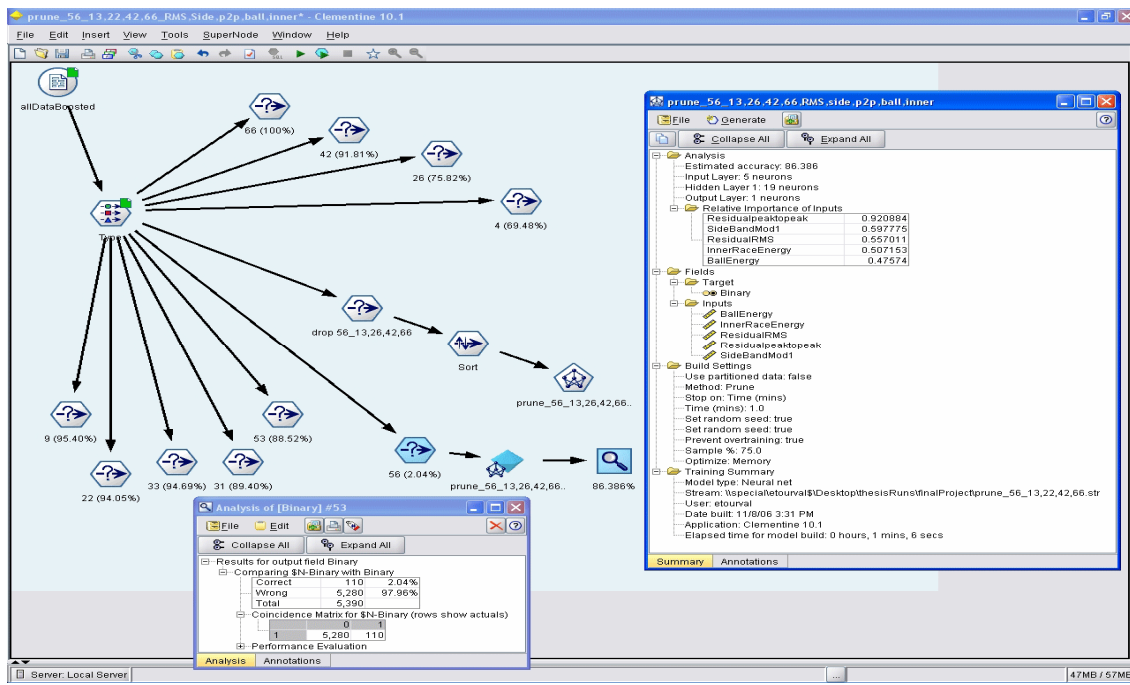 prune_56_13,22,42,66_RMS,Side,p2p,ball,inner* - Clementine 10.1
File Edit Insert View Tools SuperNode Window Help
allDataBoosted
66 (100%)
42 (91.81%)
26 (75.82%)
4 (69.48%)
Type
drop 56_13,26,42,66
Sort
prune_56_13,26,42,66..
9 (95.40%)
22 (94.05%)
33 (94.69%)
31 (89.40%)
53 (88.52%)
56 (2.04%)
prune_56_13,26,42,66..
86.386%
prune_56_13,26,42,66,RMS,side,p2p,ball,inner
File Generate
Collapse All Expand All
Analysis
Estimated accuracy: 86.386
Input Layer: 5 neurons
Hidden Layer 1: 19 neurons
Output Layer: 1 neurons
Relative Importance of Inputs
Residualpeaktopeak 0.920884
SideBandMod1 0.597775
ResidualRMS 0.557011
InnerRaceEnergy 0.507153
BallEnergy 0.47574
Fields
Target
Binary
Inputs
BallEnergy
InnerRaceEnergy
ResidualRMS
Residualpeaktopeak
SideBandMod1
Build Settings
Use partitioned data: false
Method: Prune
Stop on: Time (mins)
Time (mins): 1.0
Set random seed: true
Set random seed: true
Prevent overtraining: true
Sample %: 75.0
Optimize: Memory
Training Summary
Model type: Neural net
Stream: \\special\etourval$\Desktop\thesisRuns\finalProject\prune_56_13,22,42,66.str
User: etourval
Date built: 11/8/06 3:31 PM
Application: Clementine 10.1
Elapsed time for model build: 0 hours, 1 mins, 6 secs
Summary Annotations
Analysis of [Binary] #53
File Edit
Collapse All Expand All
Results for output field Binary
Comparing $N-Binary with Binary
Correct 110 2.04%
Wrong 5,280 97.96%
Total 5,390
Coincidence Matrix for $N-Binary (rows show actuals)
0 1
1 5,280 110
Performance Evaluation
Analysis Annotations
Server: Local Server
...
47MB / 57MB